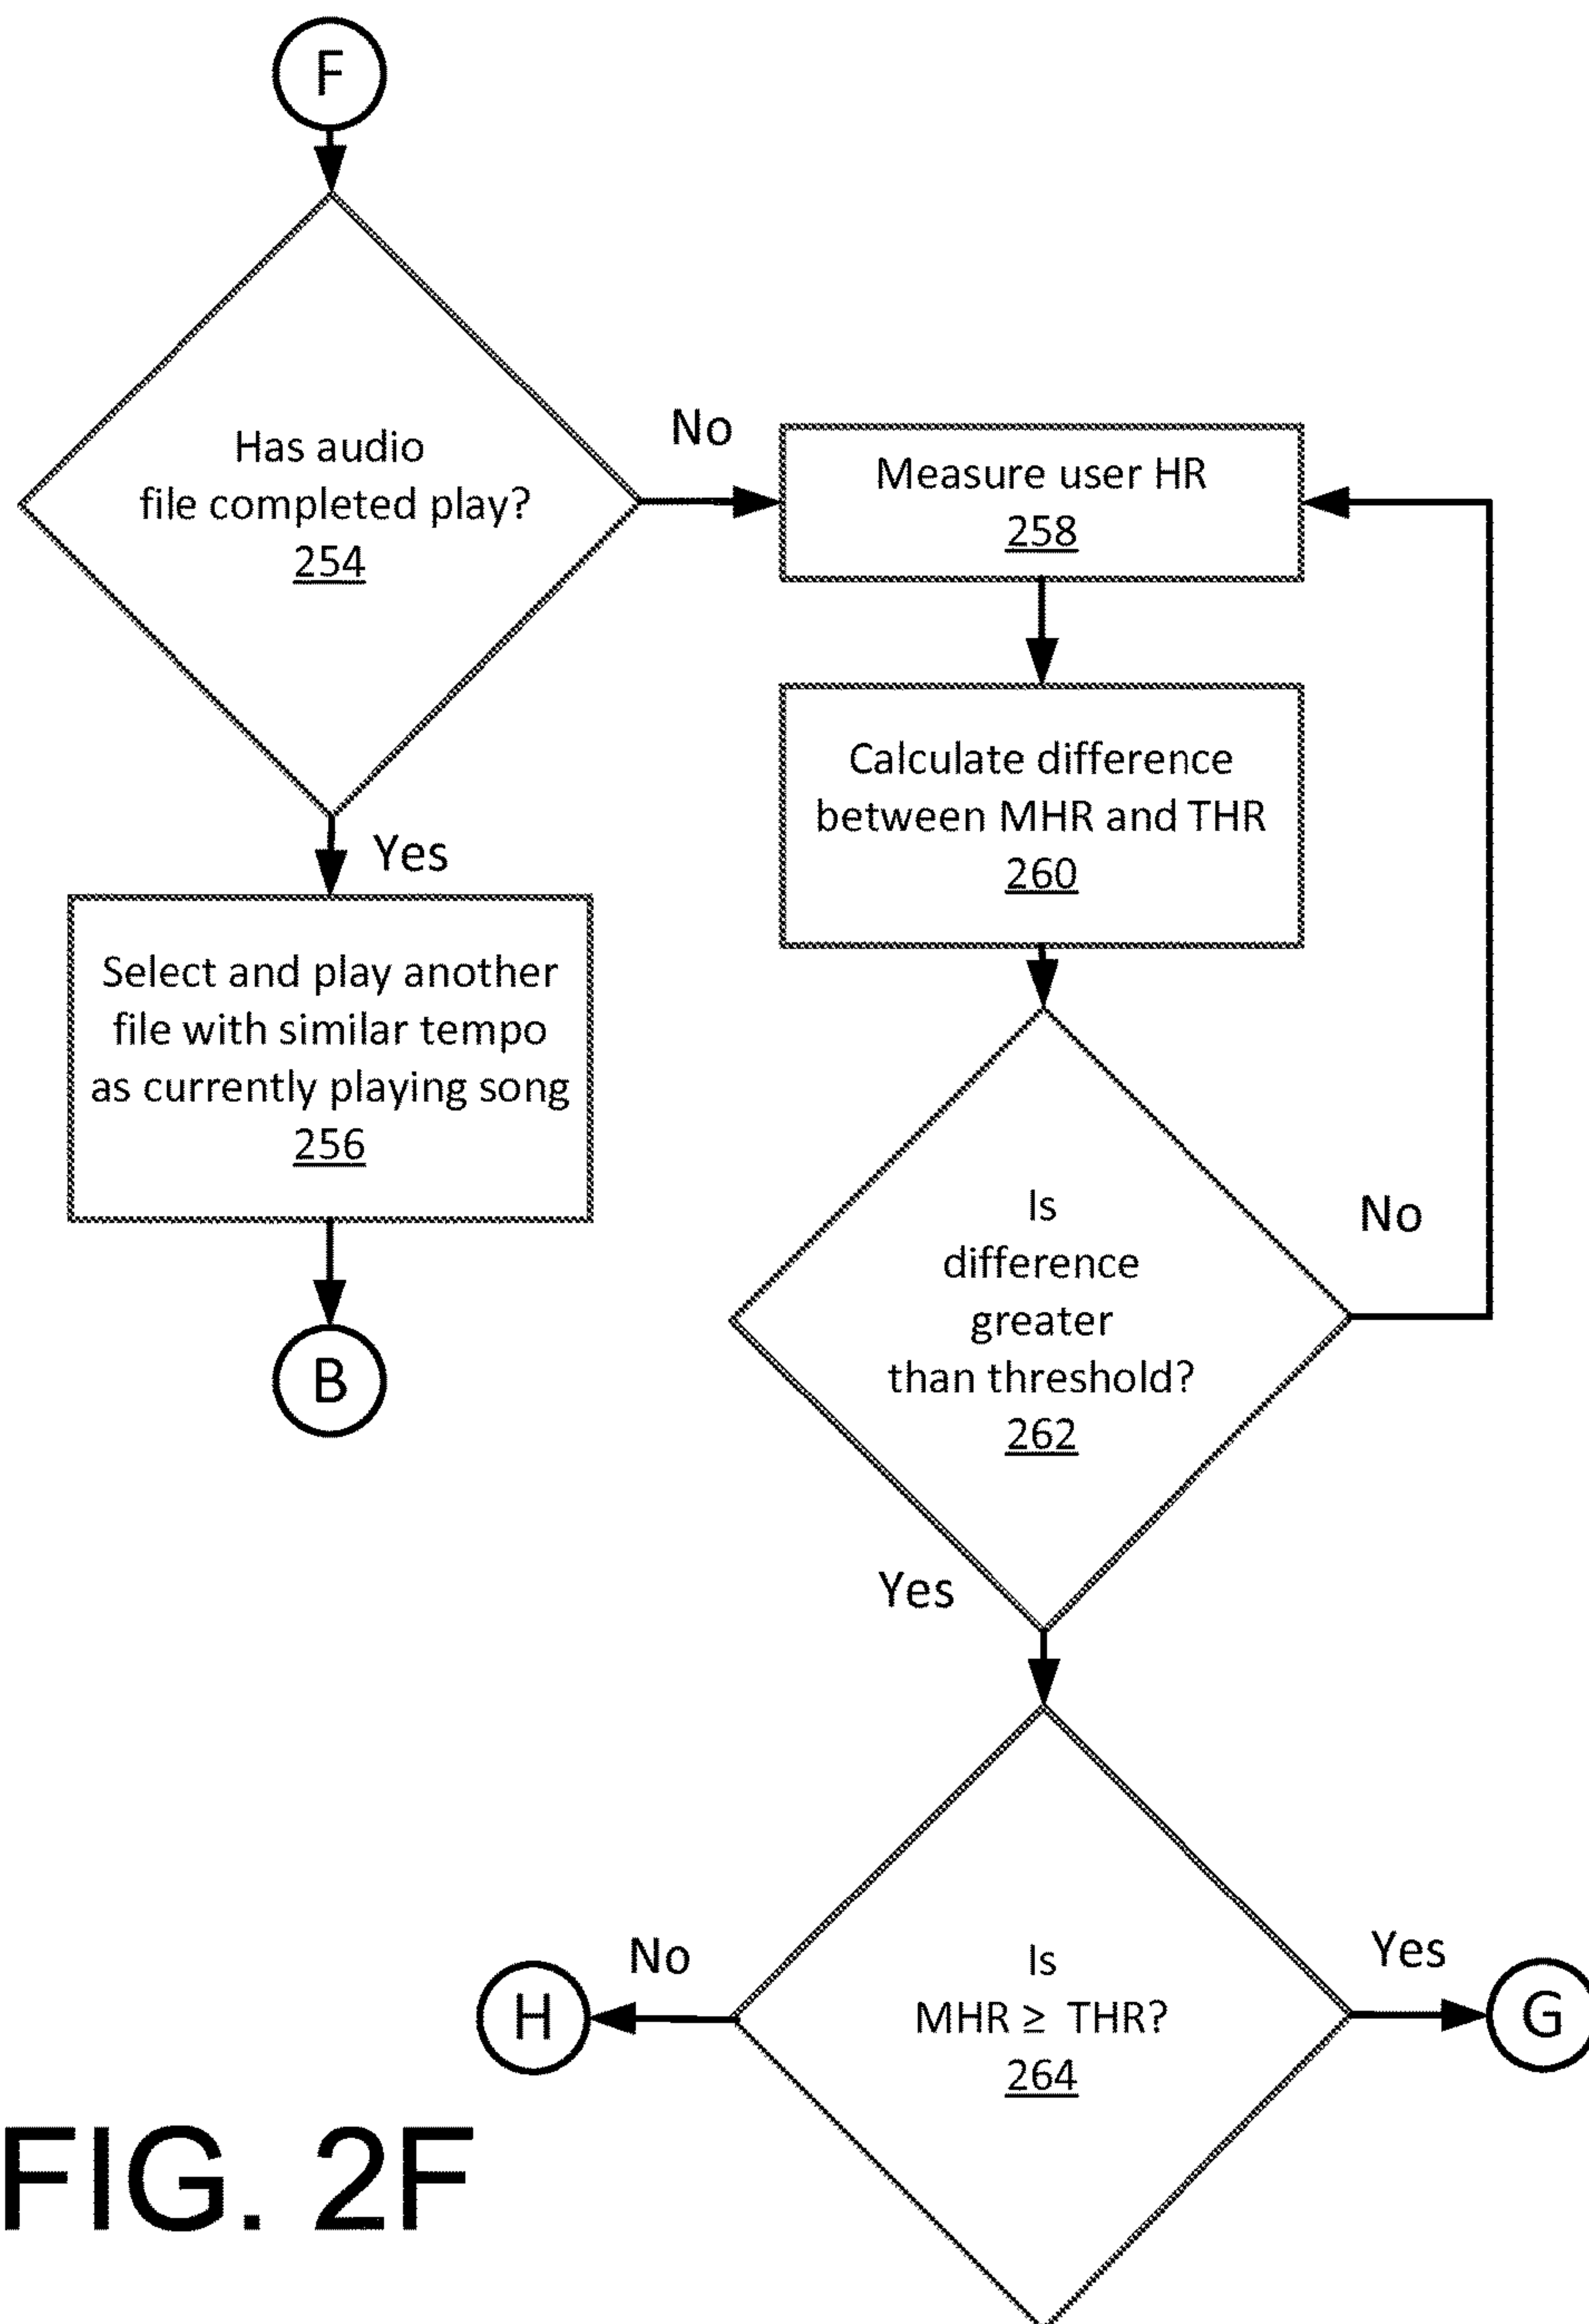 F
Has audio
file completed play?
254
No
Measure user HR
258
Calculate difference
between MHR and THR
260
Yes
Select and play another
file with similar tempo
as currently playing song
256
B
Is
difference
greater
than threshold?
262
No
Yes
Is
MHR ≥ THR?
264
No
H
Yes
G
FIG. 2F